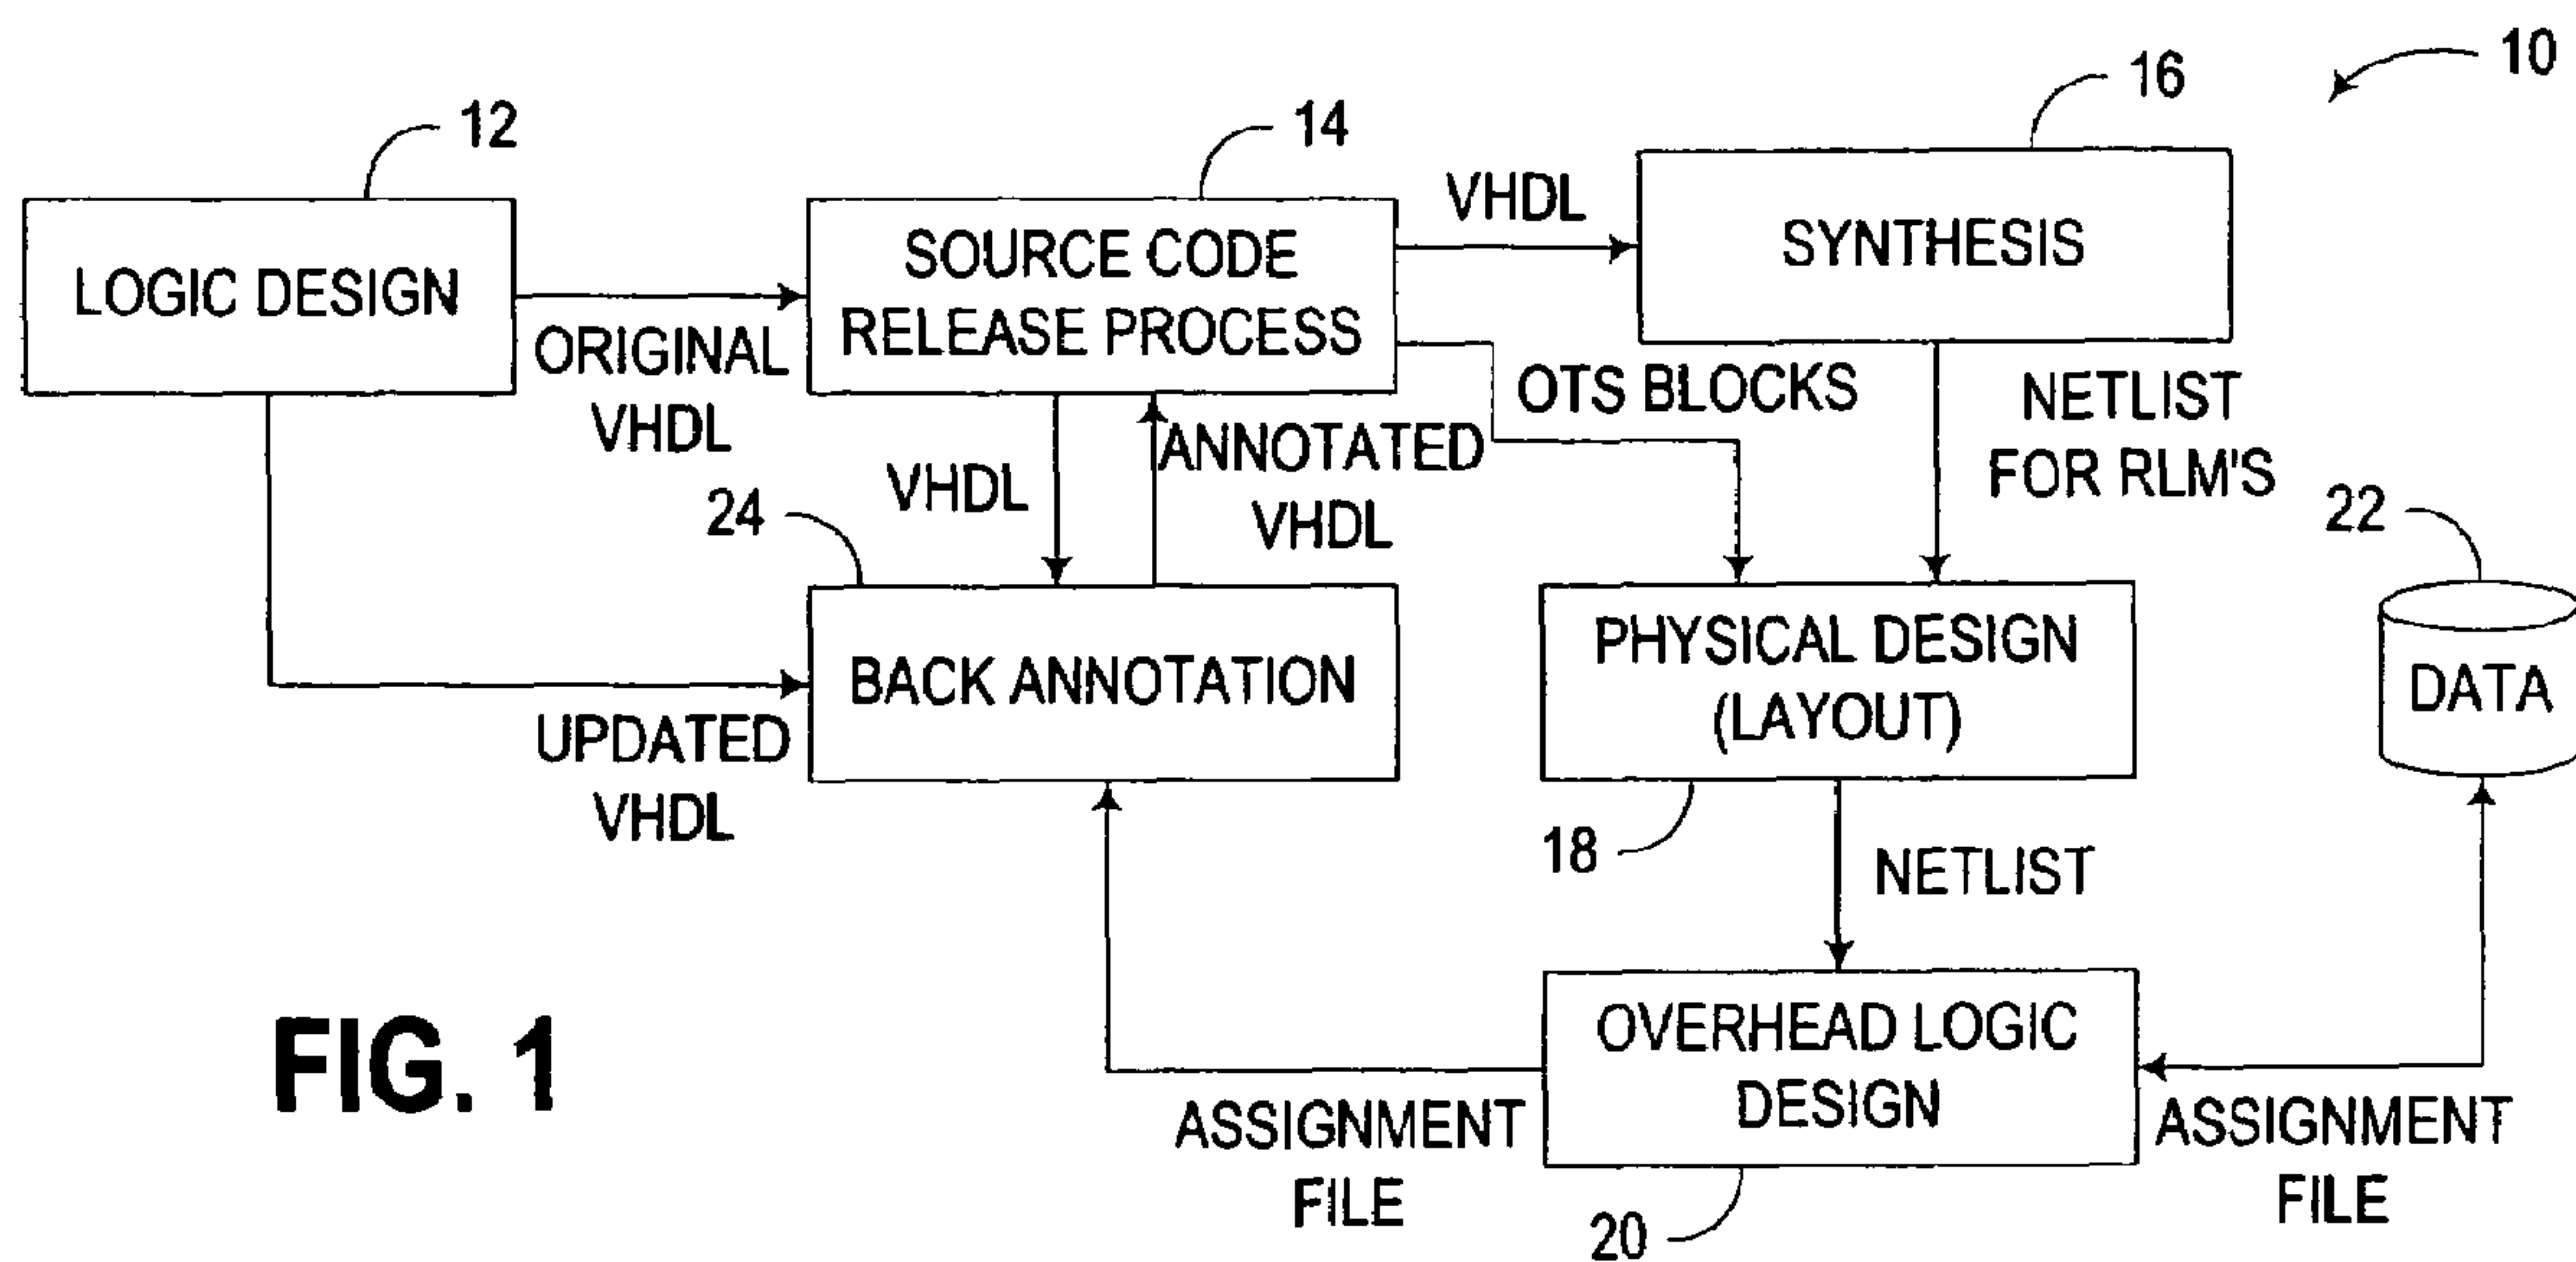 10
12
14
16
LOGIC DESIGN
SOURCE CODE
RELEASE PROCESS
VHDL
SYNTHESIS
ORIGINAL
VHDL
OTS BLOCKS
NETLIST
FOR RLM'S
VHDL
ANNOTATED
VHDL
24
22
BACK ANNOTATION
PHYSICAL DESIGN
(LAYOUT)
DATA
UPDATED
VHDL
18
NETLIST
OVERHEAD LOGIC
DESIGN
ASSIGNMENT
FILE
ASSIGNMENT
FILE
20
FIG. 1